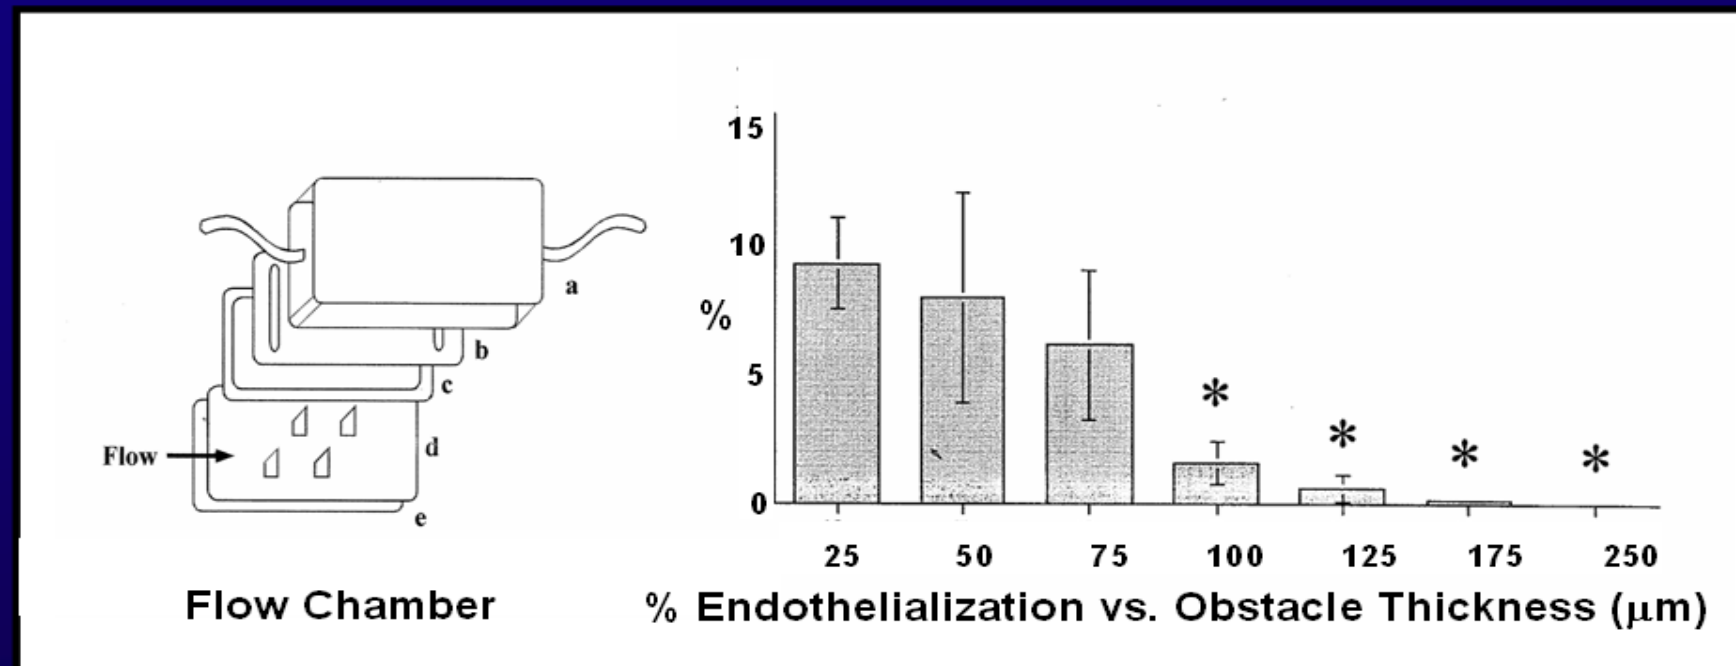 a
b
c
d
e
Flow
Flow Chamber
15
10
%
5
0
* * * *
25 50 75 100 125 175 250
% Endothelialization vs. Obstacle Thickness (μm)